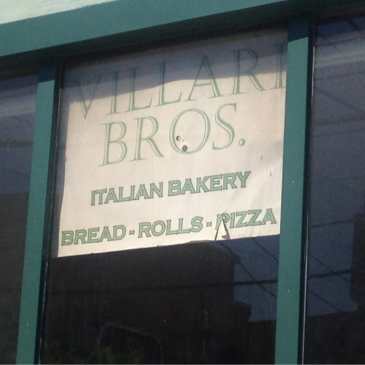 VILLARI
BROS.
ITALIAN BAKERY
BREAD - ROLLS - PIZZA